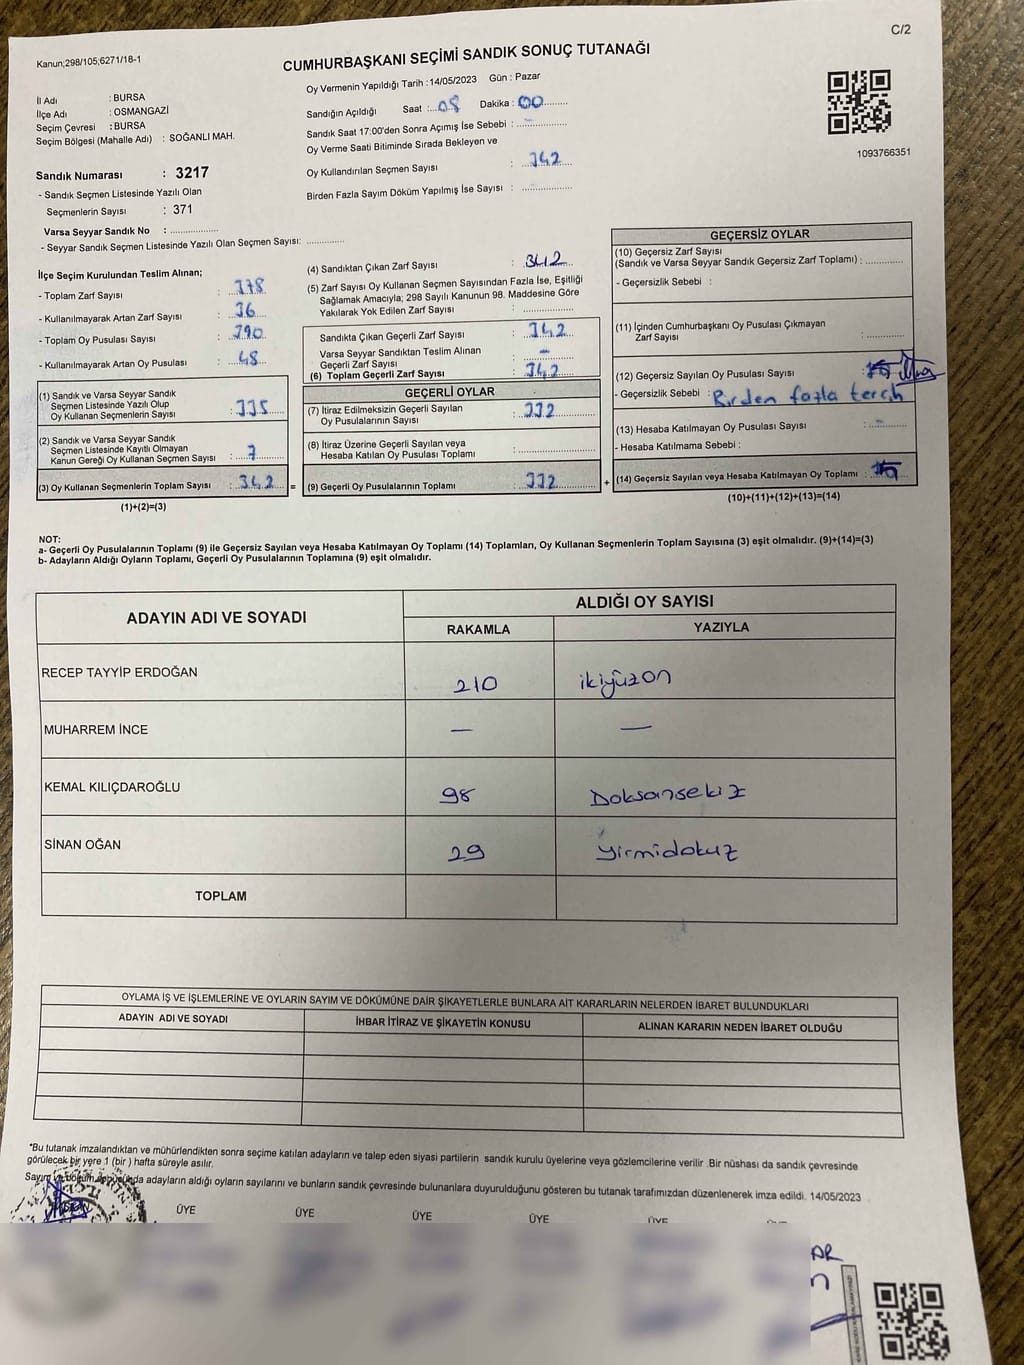 C/2
Kanun;298/105;6271/18-1
CUMHURBAŞKANI SEÇİMİ SANDIK SONUÇ TUTANAĞI
İl Adı : BURSA
İlçe Adı : OSMANGAZİ
Seçim Çevresi : BURSA
Seçim Bölgesi (Mahalle Adı) : SOĞANLI MAH.
Sandık Numarası : 3217
- Sandık Seçmen Listesinde Yazılı Olan
Seçmenlerin Sayısı : 371
Varsa Seyyar Sandık No :
- Seyyar Sandık Seçmen Listesinde Yazılı Olan Seçmen Sayısı:
Oy Vermenin Yapıldığı Tarih :14/05/2023 Gün : Pazar
Sandığın Açıldığı Saat : 08 Dakika : 00
Sandık Saat 17:00'den Sonra Açımış İse Sebebi : -
Oy Verme Saati Bitiminde Sırada Bekleyen ve
Oy Kullandırılan Seçmen Sayısı : 342
Birden Fazla Sayım Döküm Yapılmış İse Sayısı :
1093766351
İlçe Seçim Kurulundan Teslim Alınan;
- Toplam Zarf Sayısı : 378
- Kullanılmayarak Artan Zarf Sayısı : 36
- Toplam Oy Pusulası Sayısı : 390
- Kullanılmayarak Artan Oy Pusulası : 48
(1) Sandık ve Varsa Seyyar Sandık
Seçmen Listesinde Yazılı Olup
Oy Kullanan Seçmenlerin Sayısı : 335
(2) Sandık ve Varsa Seyyar Sandık
Seçmen Listesinde Kayıtlı Olmayan
Kanun Gereği Oy Kullanan Seçmen Sayısı : 7
(3) Oy Kullanan Seçmenlerin Toplam Sayısı : 342 =
(1)+(2)=(3)
(4) Sandıktan Çıkan Zarf Sayısı : 342
(5) Zarf Sayısı Oy Kullanan Seçmen Sayısından Fazla İse, Eşitliği
Sağlamak Amacıyla; 298 Sayılı Kanunun 98. Maddesine Göre
Yakılarak Yok Edilen Zarf Sayısı :
Sandıkta Çıkan Geçerli Zarf Sayısı : 342
Varsa Seyyar Sandıktan Teslim Alınan
Geçerli Zarf Sayısı : -
(6) Toplam Geçerli Zarf Sayısı : 342
GEÇERLİ OYLAR
(7) İtiraz Edilmeksizin Geçerli Sayılan
Oy Pusulalarının Sayısı : 332
(8) İtiraz Üzerine Geçerli Sayılan veya
Hesaba Katılan Oy Pusulası Toplamı :
(9) Geçerli Oy Pusulalarının Toplamı : 332 +
GEÇERSİZ OYLAR
(10) Geçersiz Zarf Sayısı
(Sandık ve Varsa Seyyar Sandık Geçersiz Zarf Toplamı) :
- Geçersizlik Sebebi :
(11) İçinden Cumhurbaşkanı Oy Pusulası Çıkmayan
Zarf Sayısı :
(12) Geçersiz Sayılan Oy Pusulası Sayısı :
- Geçersizlik Sebebi : Birden fazla tercih
(13) Hesaba Katılmayan Oy Pusulası Sayısı : -
- Hesaba Katılmama Sebebi :
(14) Geçersiz Sayılan veya Hesaba Katılmayan Oy Toplamı :
(10)+(11)+(12)+(13)=(14)
NOT:
a- Geçerli Oy Pusulalarının Toplamı (9) ile Geçersiz Sayılan veya Hesaba Katılmayan Oy Toplamı (14) Toplamları, Oy Kullanan Seçmenlerin Toplam Sayısına (3) eşit olmalıdır. (9)+(14)=(3)
b- Adayların Aldığı Oyların Toplamı, Geçerli Oy Pusulalarının Toplamına (9) eşit olmalıdır.
ADAYIN ADI VE SOYADI ALDIĞI OY SAYISI
RAKAMLA YAZIYLA
RECEP TAYYİP ERDOĞAN 210 ikiyüzon
MUHARREM İNCE — —
KEMAL KILIÇDAROĞLU 98 Doksansekiz
SİNAN OĞAN 29 yirmidokuz
TOPLAM
OYLAMA İŞ VE İŞLEMLERİNE VE OYLARIN SAYIM VE DÖKÜMÜNE DAİR ŞİKAYETLERLE BUNLARA AİT KARARLARIN NELERDEN İBARET BULUNDUKLARI
ADAYIN ADI VE SOYADI İHBAR İTİRAZ VE ŞİKAYETİN KONUSU ALINAN KARARIN NEDEN İBARET OLDUĞU
*Bu tutanak imzalandıktan ve mühürlendikten sonra seçime katılan adayların ve talep eden siyasi partilerin sandık kurulu üyelerine veya gözlemcilerine verilir .Bir nüshası da sandık çevresinde
görülecek bir yere 1 (bir ) hafta süreyle asılır.
Sayım ve döküm adayların aldığı oyların sayılarını ve bunların sandık çevresinde bulunanlara duyurulduğunu gösteren bu tutanak tarafımızdan düzenlenerek imza edildi. 14/05/2023
ÜYE ÜYE ÜYE ÜYE ÜYE